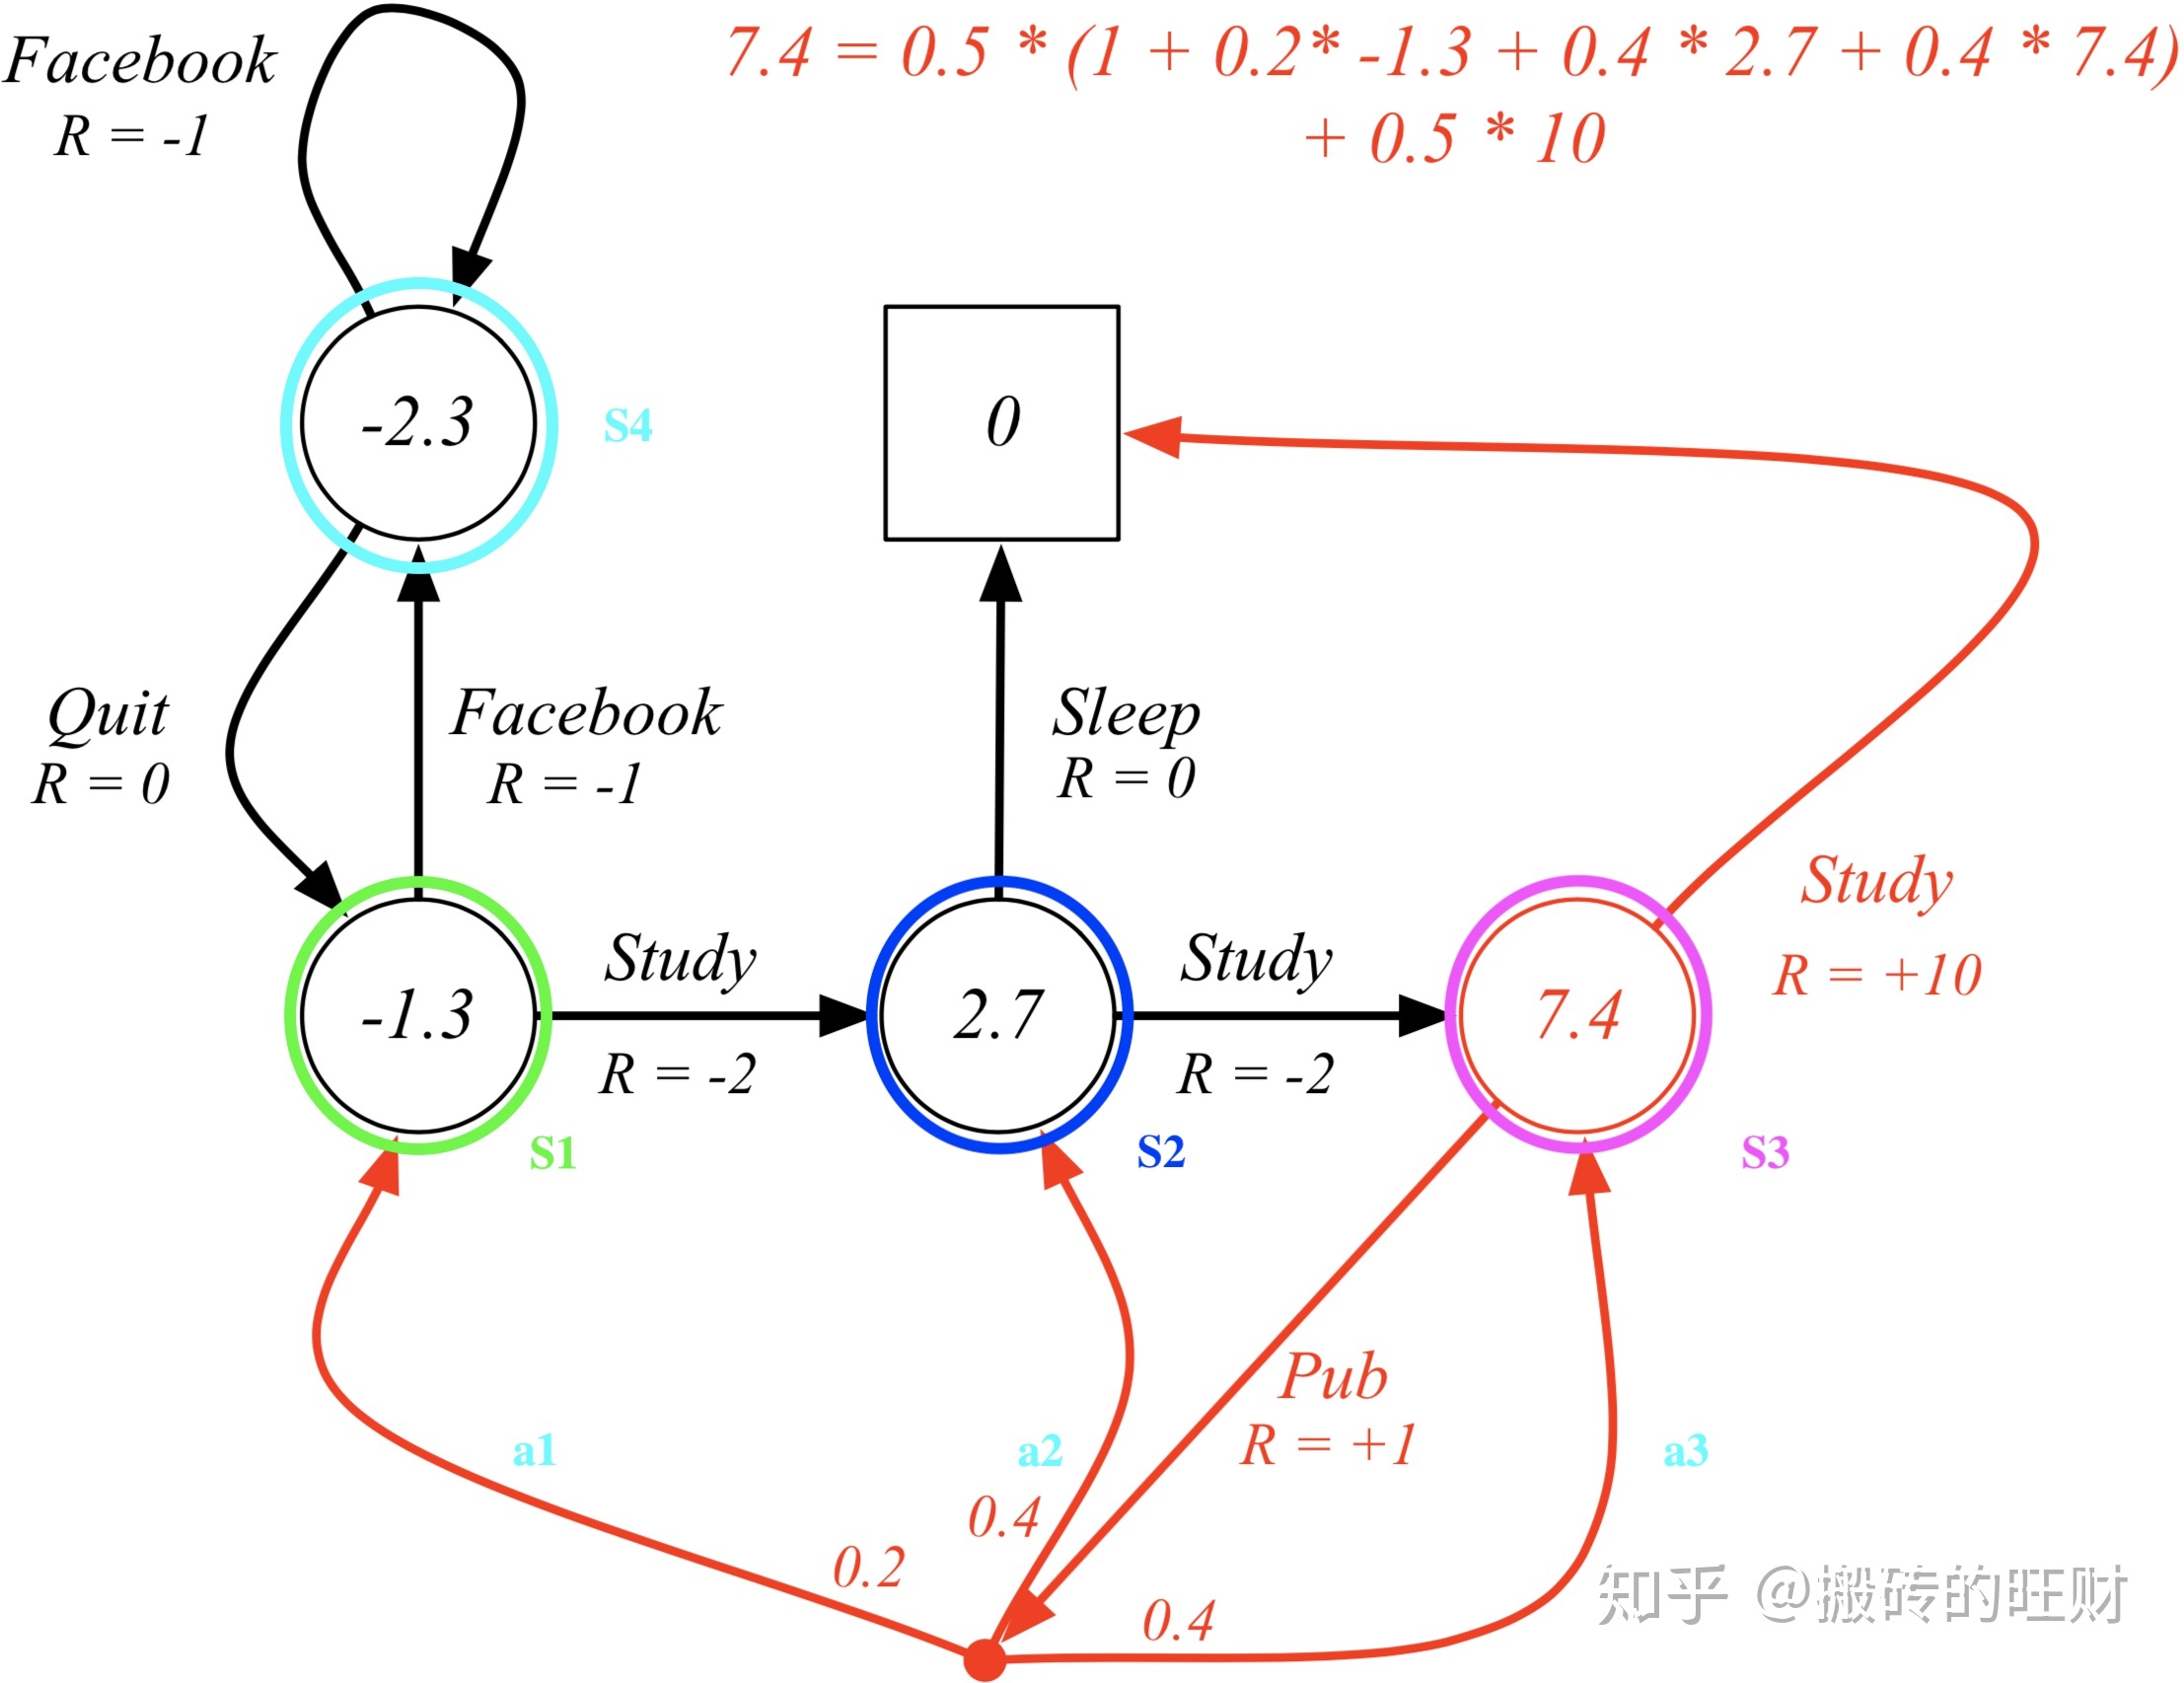 7.4 = 0.5 * (1 + 0.2* -1.3 + 0.4 * 2.7 + 0.4 * 7.4)
+ 0.5 * 10
Facebook
R = -1
-2.3
S4
0
Quit
R = 0
Facebook
R = -1
Sleep
R = 0
Study
R = +10
-1.3
Study
R = -2
2.7
Study
R = -2
7.4
S1
S2
S3
Pub
R = +1
a1
a2
a3
0.4
0.2
0.4
知乎 @搬砖的旺财